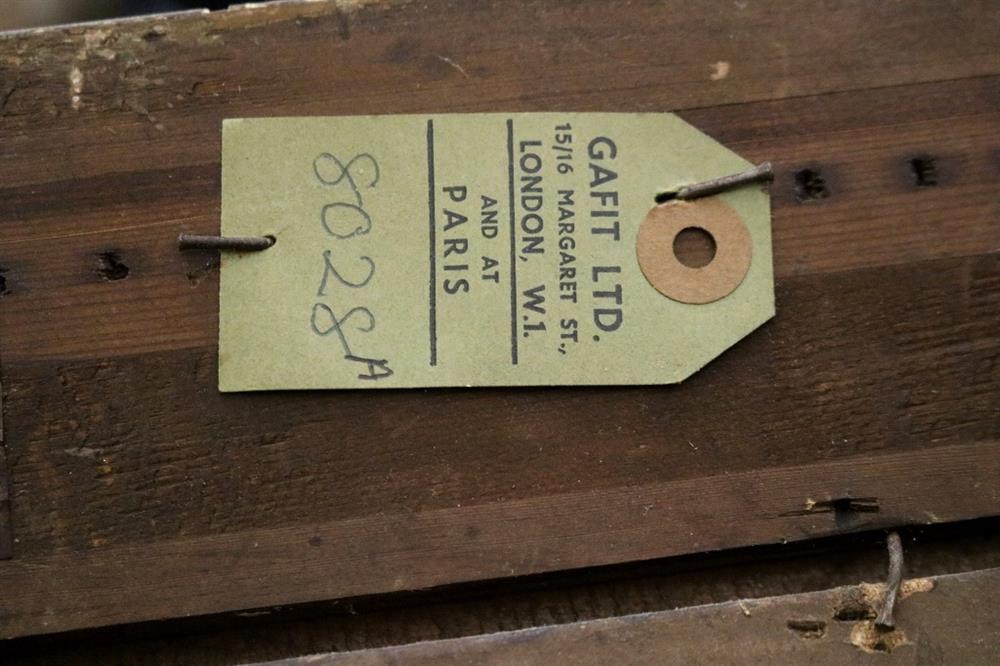 GAFIT LTD.
15/16 MARGARET ST.,
LONDON, W.1.
AND AT
PARIS
8028A